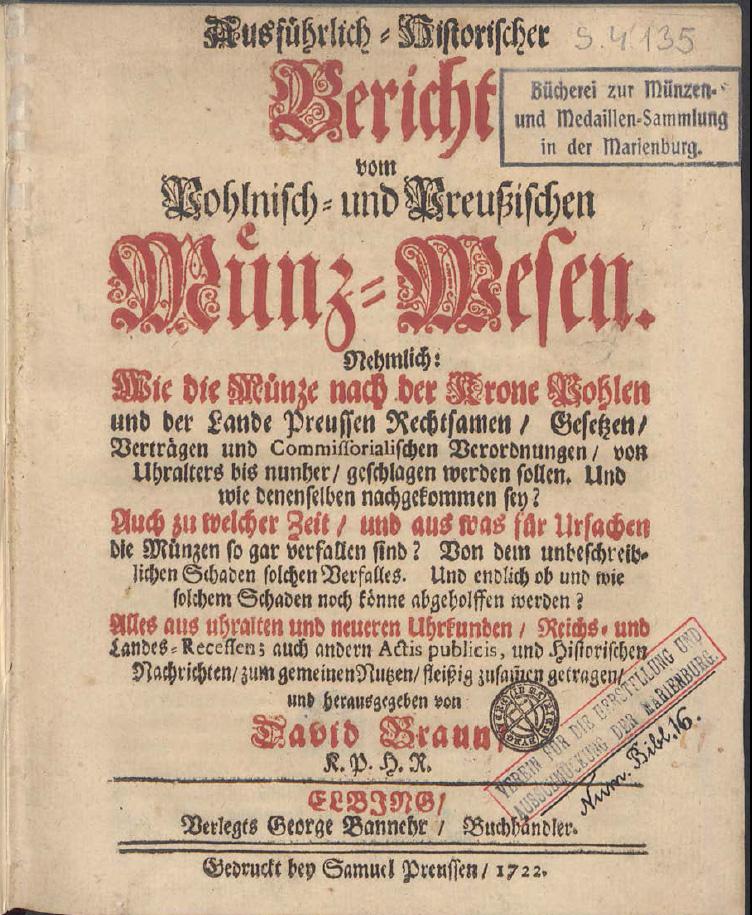 Ausführlich-Historischer
S. 4. 135
Bericht
Bücherei zur Münzen-
und Medaillen-Sammlung
in der Marienburg.
vom
Pohlnisch- und Preußischen
Münz-Wesen.
Nehmlich:
Wie die Münze nach der Krone Pohlen
und der Lande Preussen Rechtsamen / Gesetzen /
Verträgen und Commissorialischen Verordnungen / von
Uhralters bis nunher / geschlagen werden sollen. Und
wie denenselben nachgekommen sey?
Auch zu welcher Zeit / und aus was für Ursachen
die Münzen so gar verfallen sind? Von dem unbeschreib-
lichen Schaden solchen Verfalles. Und endlich ob und wie
solchem Schaden noch könne abgeholffen werden?
Alles aus uhralten und neueren Uhrkunden / Reichs- und
Landes-Recessen; auch andern Actis publicis, und Historischen
Nachrichten / zum gemeinen Nutzen / fleißig zusam̃en getragen /
und herausgegeben von
David Braun /
K. P. H. R.
VEREIN FÜR DIE HERSTELLUNG UND
AUSSCHMÜCKUNG DER MARIENBURG.
Num. Bibl. 16.
ELBING /
Verlegts George Bannehr / Buchhändler.
Gedruckt bey Samuel Preussen / 1722.